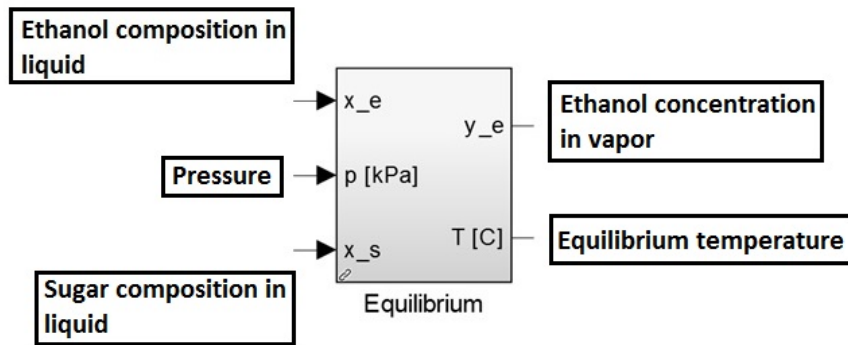 Ethanol composition in
liquid
x_e
Pressure
p [kPa]
x_s
Sugar composition in
liquid
y_e
Ethanol concentration
in vapor
T [C]
Equilibrium temperature
Equilibrium